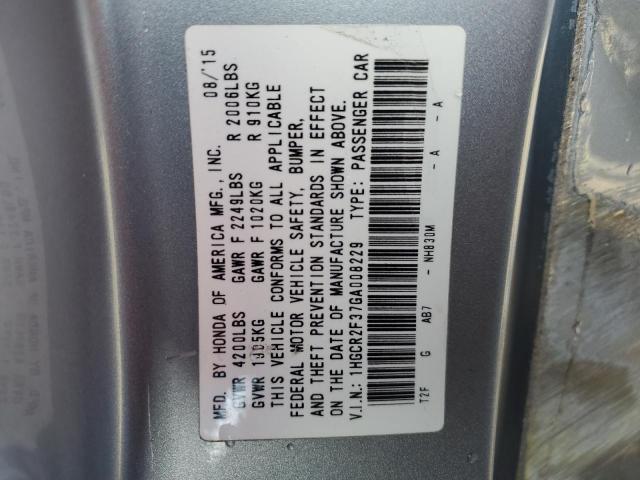 MFD. BY HONDA OF AMERICA MFG., INC. 08/'15
GVWR 4200LBS GAWR F 2249LBS R 2006LBS
GVWR 1905KG GAWR F 1020KG R 910KG
THIS VEHICLE CONFORMS TO ALL APPLICABLE
FEDERAL MOTOR VEHICLE SAFETY, BUMPER,
AND THEFT PREVENTION STANDARDS IN EFFECT
ON THE DATE OF MANUFACTURE SHOWN ABOVE.
V.I.N.: 1HGCR2F37GA008229 TYPE: PASSENGER CAR
T2F G AB7 - NH830M - A - A